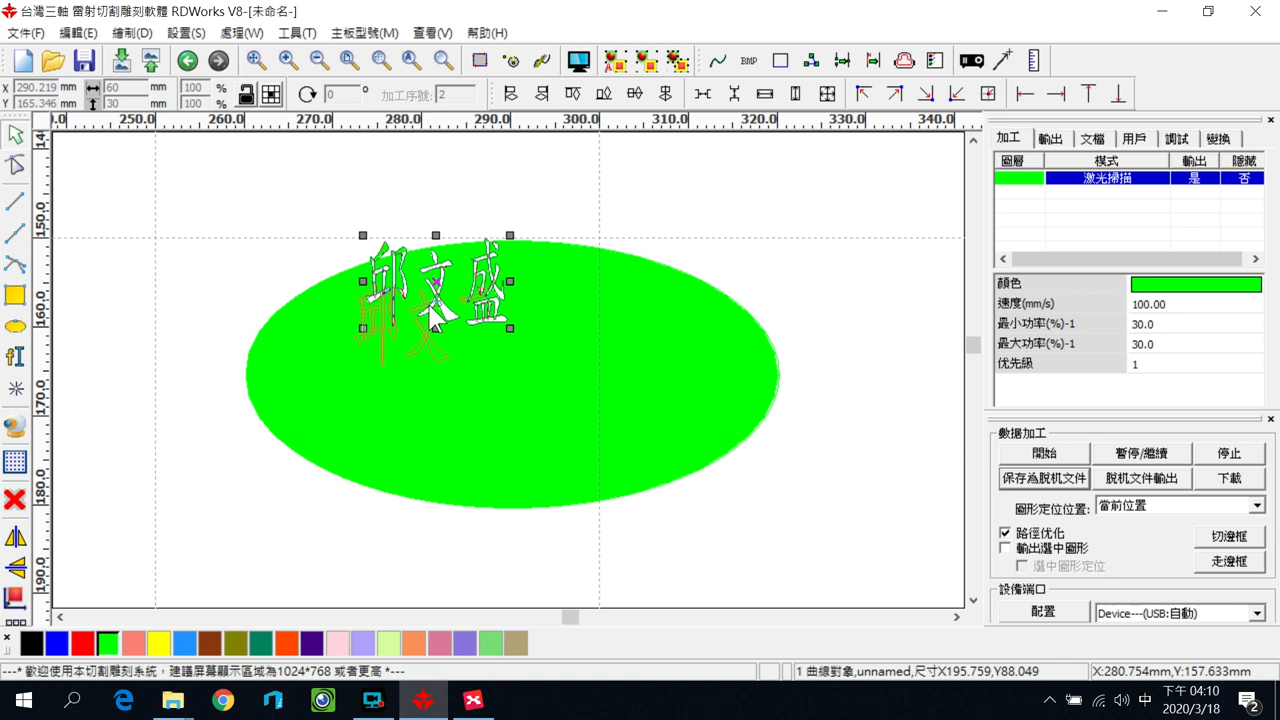 台灣三軸 雷射切割雕刻軟體 RDWorks V8-[未命名-]
文件(F) 編輯(E) 繪制(D) 設置(S) 處理(W) 工具(T) 主板型號(M) 查看(V) 幫助(H)
BMP
X 290.219 mm 60 mm 100 %
Y 165.346 mm 30 mm 100 %
0 °
加工序號: 2
0.0 250.0 260.0 270.0 280.0 290.0 300.0 310.0 320.0 330.0 340.0
150.0
160.0
170.0
180.0
190.0
邱文盛
邱文
加工 輸出 文檔 用戶 調試 變換
圖層 模式 輸出 隱藏
激光掃描 是 否
顏色
速度(mm/s) 100.00
最小功率(%)-1 30.0
最大功率(%)-1 30.0
优先級 1
數据加工
開始 暫停/繼續 停止
保存為脱机文件 脱机文件輸出 下載
圖形定位位置: 當前位置
路徑优化 切邊框
輸出選中圖形
選中圖形定位 走邊框
設備端口
配置 Device---(USB:自動)
---* 歡迎使用本切割雕刻系統，建議屏幕顯示區域為1024*768 或者更高 *---
1 曲線對象,unnamed,尺寸X195.759,Y88.049
X:280.754mm,Y:157.633mm
中
下午 04:10
2020/3/18
2